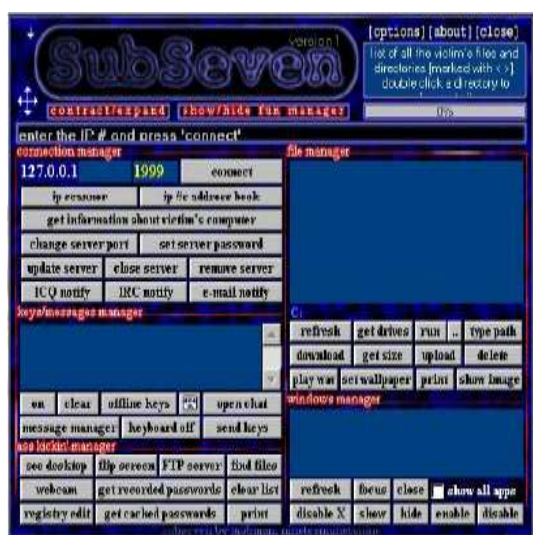 SubSeven
version 1
[options] [about] [close]
list of all the victim's files and
directories [marked with < >].
double click a directory to
contract/expand
show/hide fun manager
0%
enter the IP # and press 'connect'
connection manager
127.0.0.1 1999 connect
ip scanner ip #'s address book
get information about victim's computer
change server port set server password
update server close server remove server
ICQ notify IRC notify e-mail notify
keys/messages manager
on clear offline keys open chat
message manager keyboard off send keys
ass kickin' manager
see desktop flip screen FTP server find files
webcam get recorded passwords clear list
registry edit get cached passwords print
file manager
C:
refresh get drives run .. type path
download get size upload delete
play wav set wallpaper print show image
windows manager
refresh focus close show all apps
disable X show hide enable disable